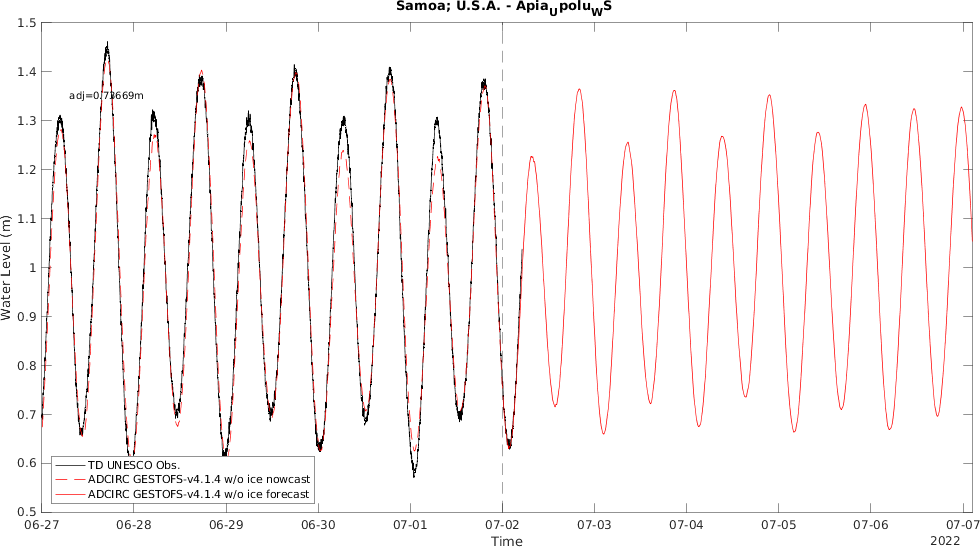 Samoa; U.S.A. - ApiaUpoluWS
1.5
1.4
adj=0.73669m
1.3
1.2
1.1
Water Level (m)
1
0.9
0.8
0.7
0.6
TD UNESCO Obs.
ADCIRC GESTOFS-v4.1.4 w/o ice nowcast
ADCIRC GESTOFS-v4.1.4 w/o ice forecast
0.5
06-27 06-28 06-29 06-30 07-01 07-02 07-03 07-04 07-05 07-06 07-07
Time 2022